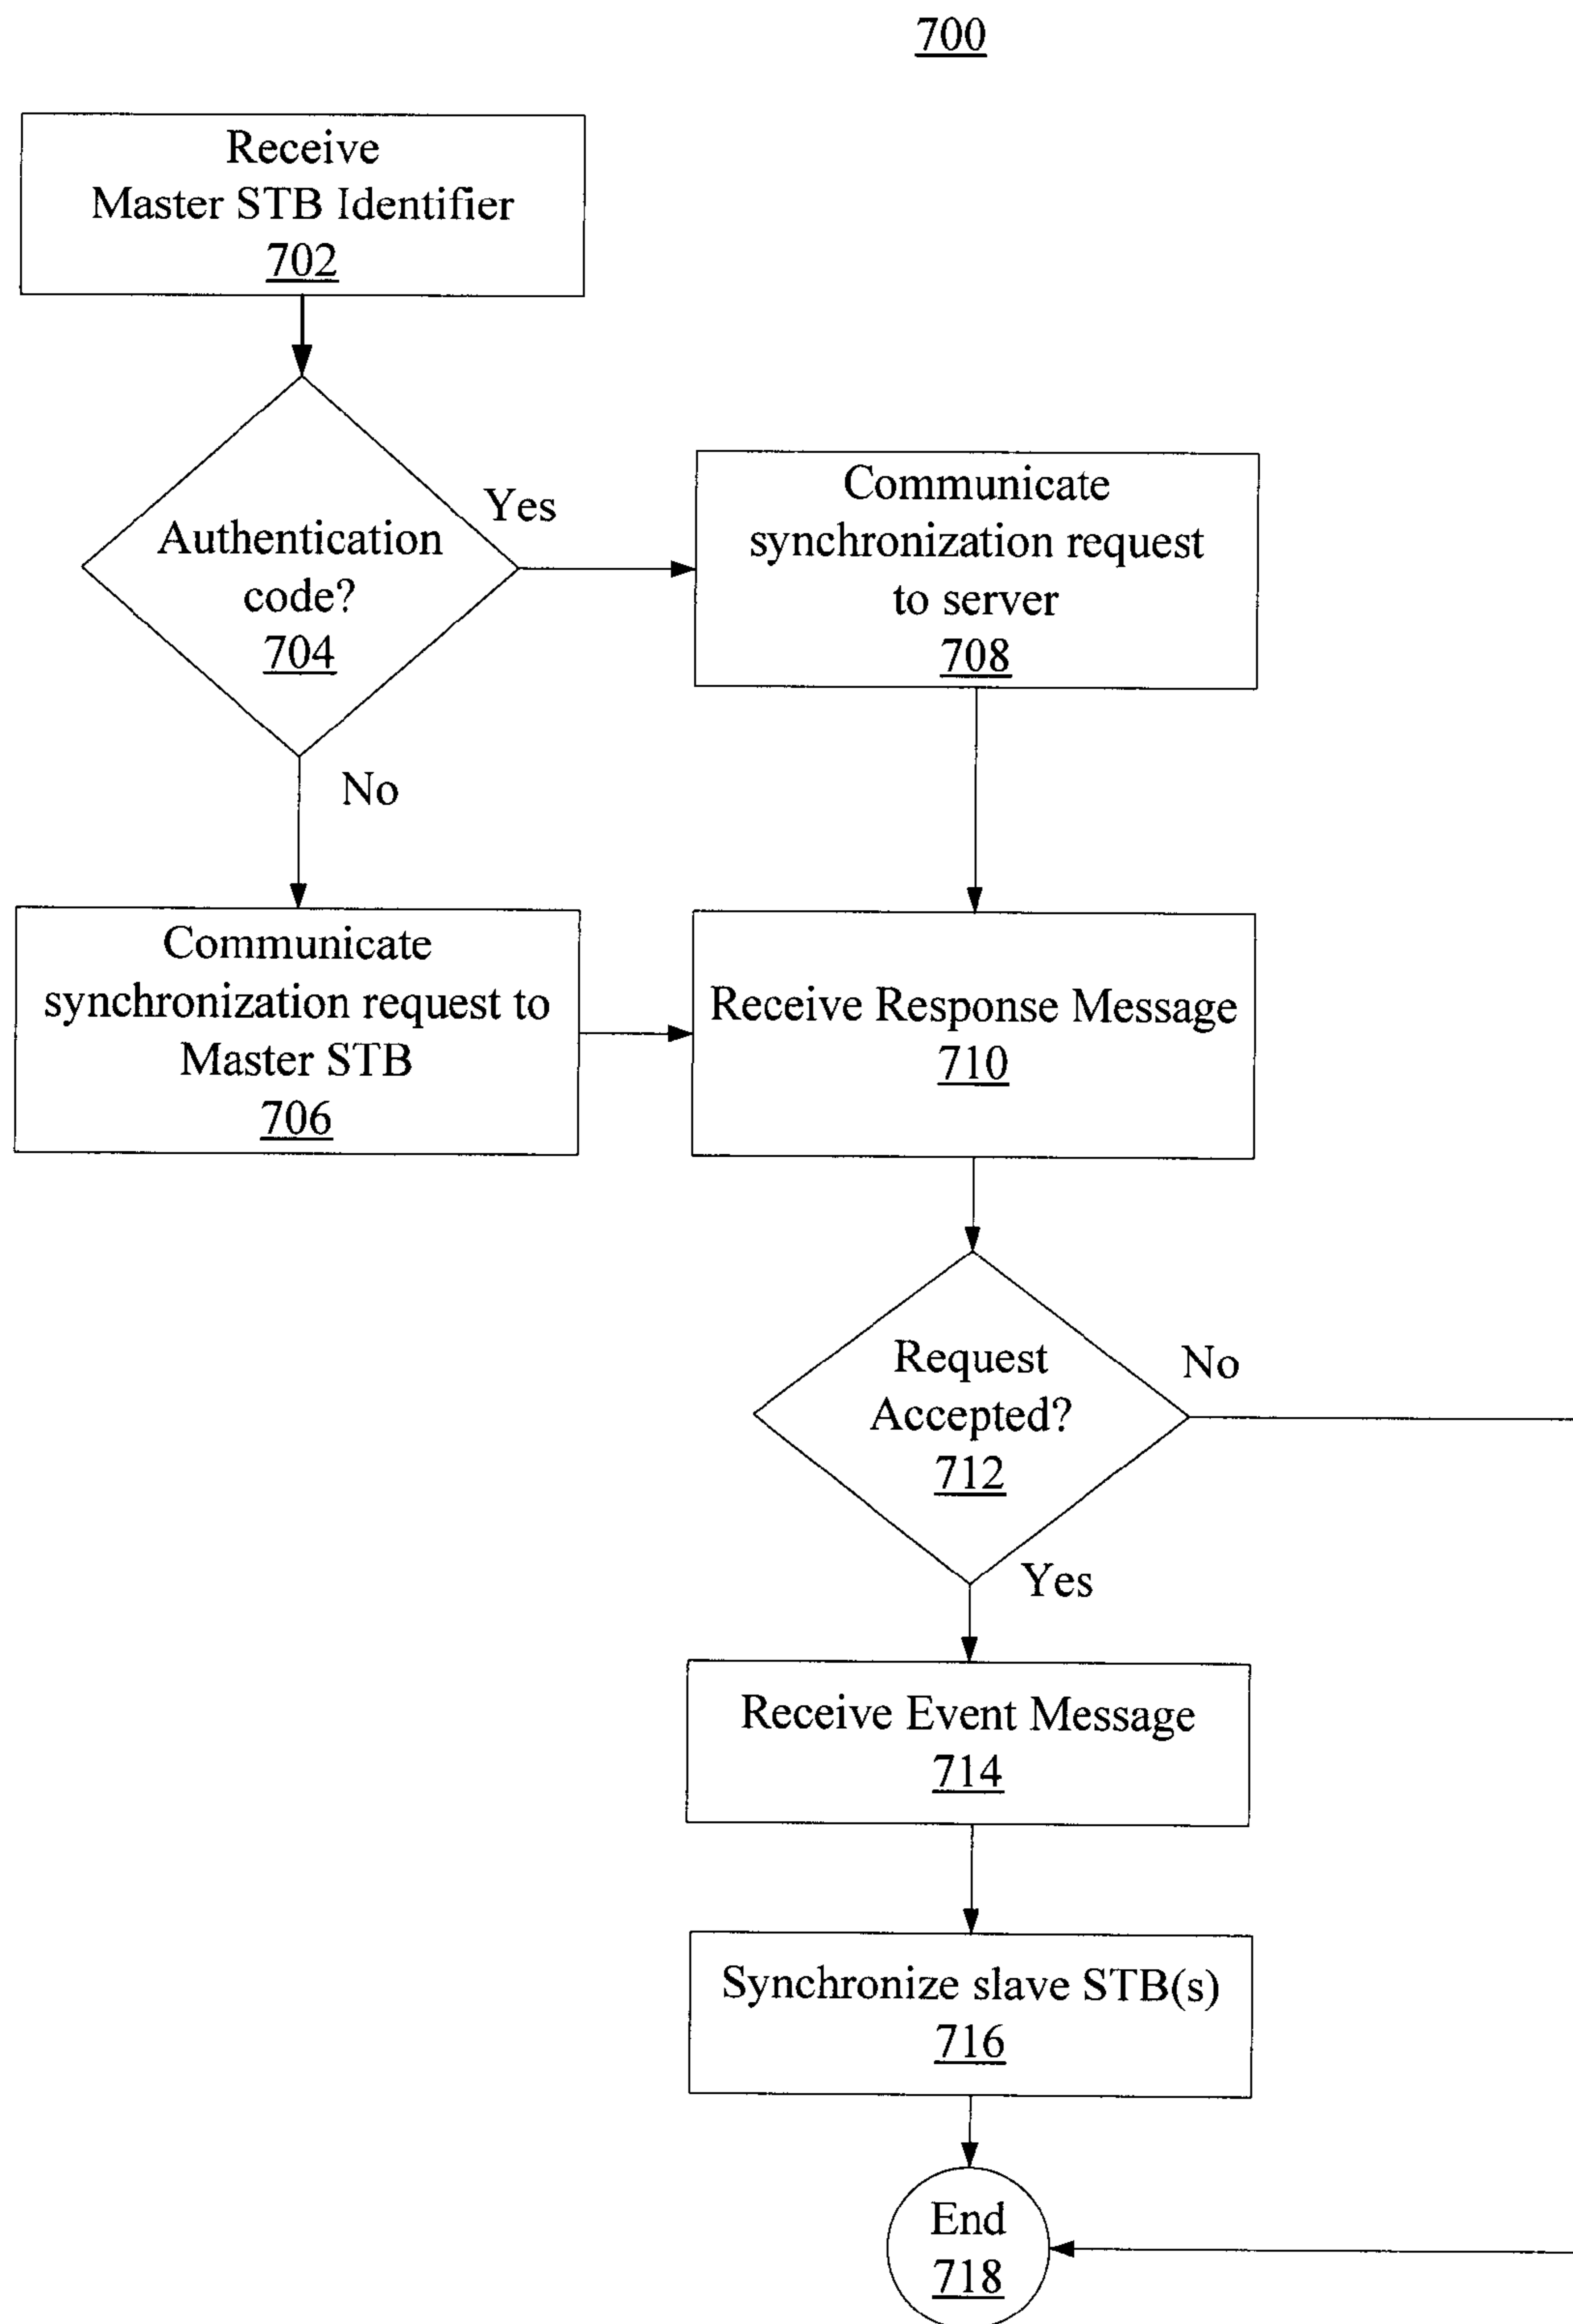 700
Receive
Master STB Identifier
702
Authentication
code?
704
Yes
No
Communicate
synchronization request
to server
708
Communicate
synchronization request to
Master STB
706
Receive Response Message
710
Request
Accepted?
712
No
Yes
Receive Event Message
714
Synchronize slave STB(s)
716
End
718